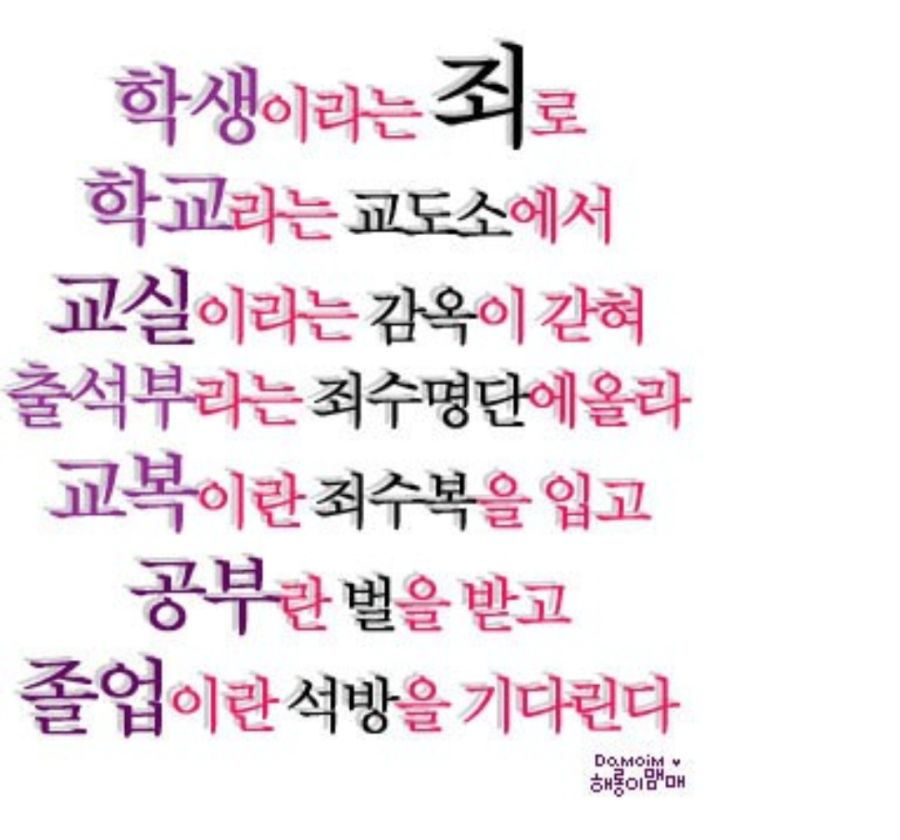 학생이라는 죄로
학교라는 교도소에서
교실이라는 감옥이 갇혀
출석부라는 죄수명단에올라
교복이란 죄수복을 입고
공부란 벌을 받고
졸업이란 석방을 기다린다
DaMoiM ♥
해롱이맴매